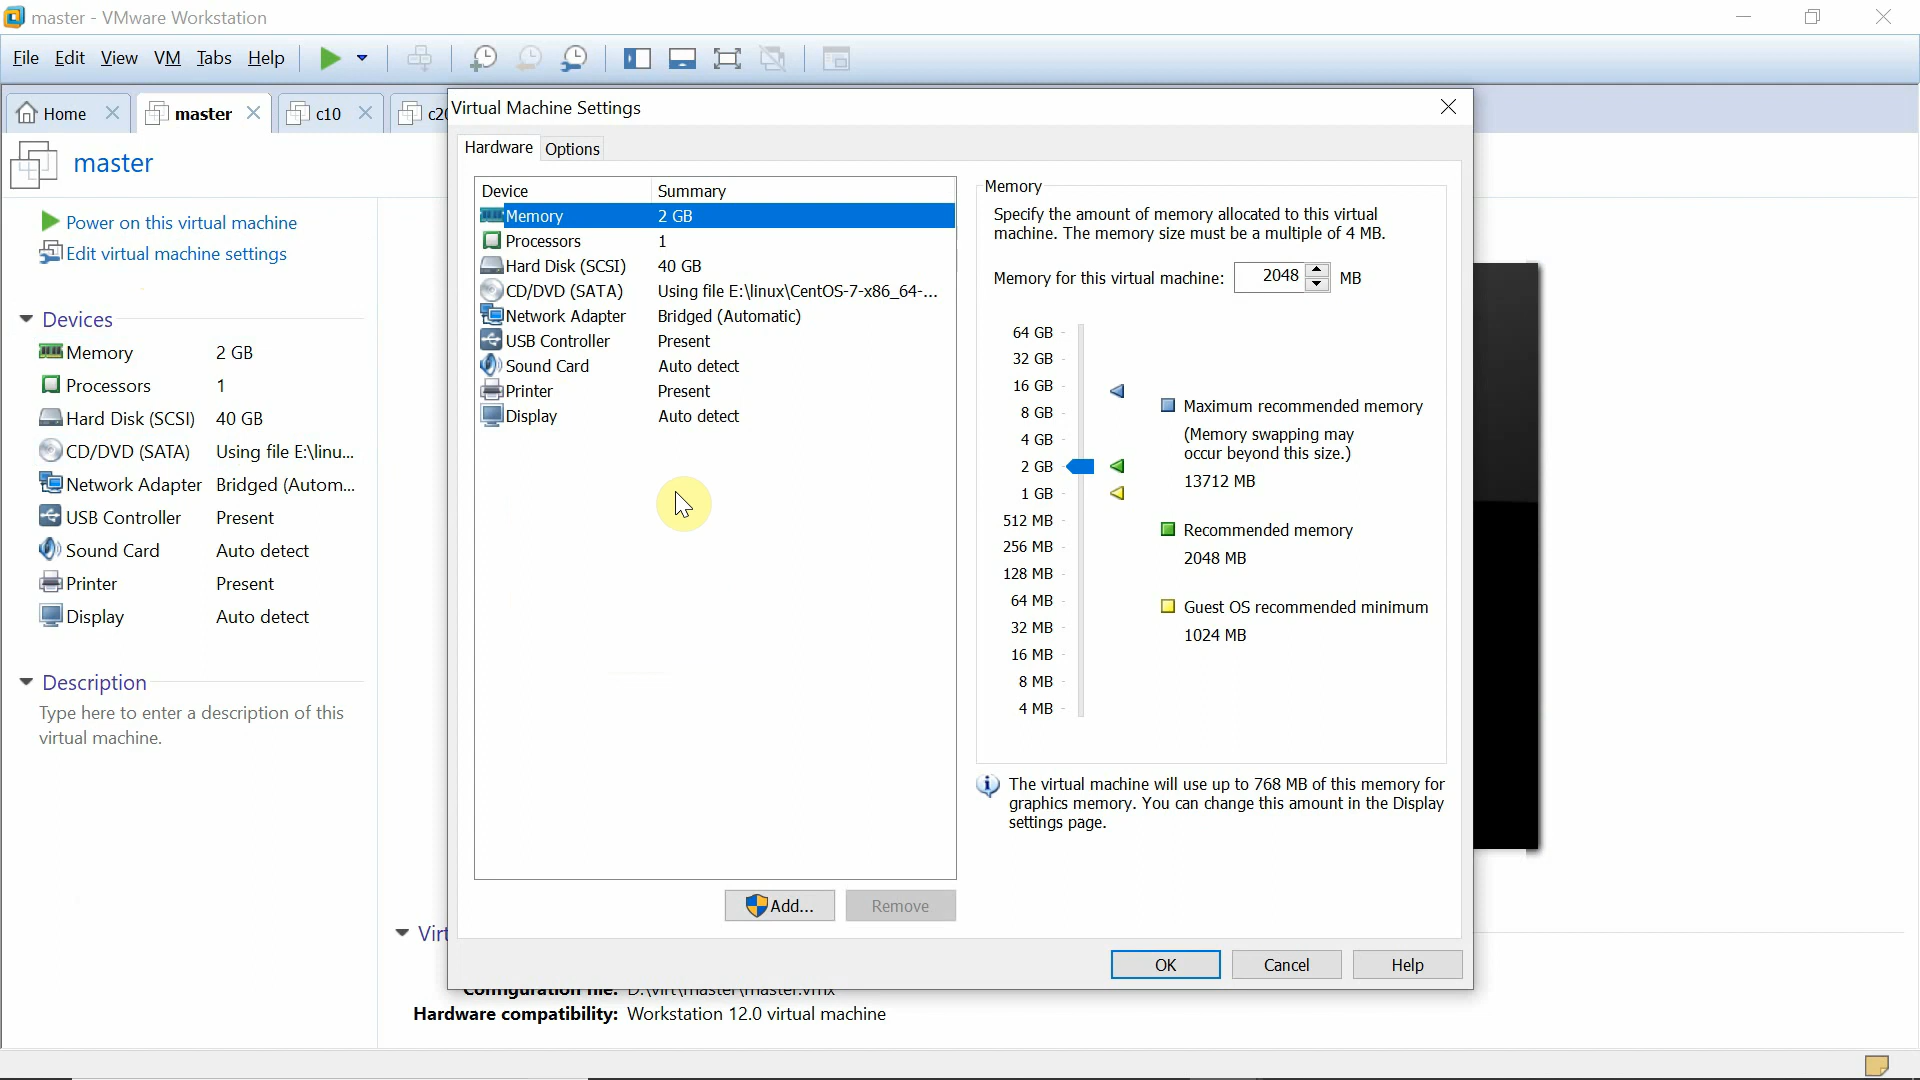 master - VMware Workstation
File Edit View VM Tabs Help
Home master c10 c20
master
Power on this virtual machine
Edit virtual machine settings
Devices
Memory 2 GB
Processors 1
Hard Disk (SCSI) 40 GB
CD/DVD (SATA) Using file E:\linu...
Network Adapter Bridged (Autom...
USB Controller Present
Sound Card Auto detect
Printer Present
Display Auto detect
Description
Type here to enter a description of this
virtual machine.
Virtual Machine Settings
Hardware Options
Device Summary
Memory 2 GB
Processors 1
Hard Disk (SCSI) 40 GB
CD/DVD (SATA) Using file E:\linux\CentOS-7-x86_64-...
Network Adapter Bridged (Automatic)
USB Controller Present
Sound Card Auto detect
Printer Present
Display Auto detect
Add... Remove
Memory
Specify the amount of memory allocated to this virtual
machine. The memory size must be a multiple of 4 MB.
Memory for this virtual machine: 2048 MB
64 GB
32 GB
16 GB
8 GB
4 GB
2 GB
1 GB
512 MB
256 MB
128 MB
64 MB
32 MB
16 MB
8 MB
4 MB
Maximum recommended memory
(Memory swapping may
occur beyond this size.)
13712 MB
Recommended memory
2048 MB
Guest OS recommended minimum
1024 MB
The virtual machine will use up to 768 MB of this memory for
graphics memory. You can change this amount in the Display
settings page.
OK Cancel Help
Virt
Configuration file: D:\virt\master\master.vmx
Hardware compatibility: Workstation 12.0 virtual machine